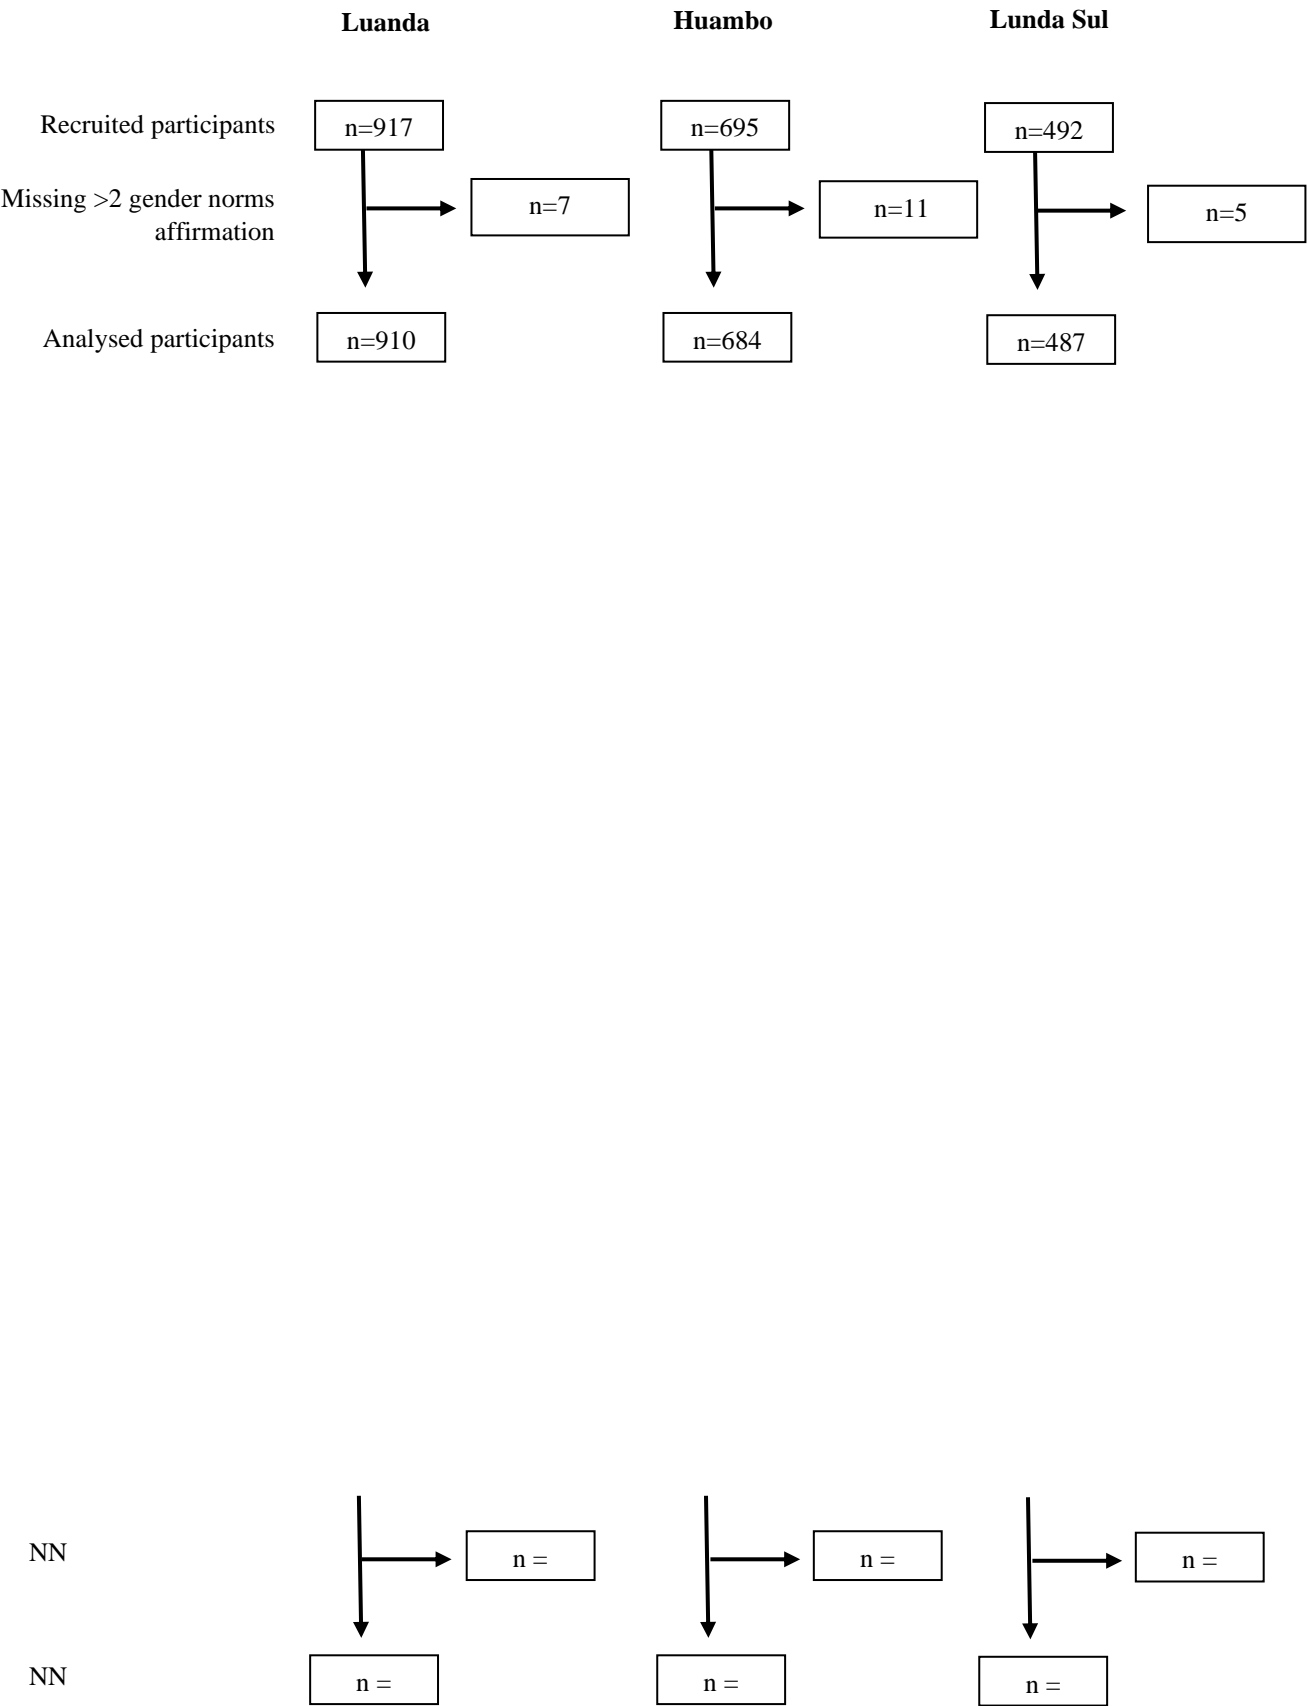 Luanda Huambo Lunda Sul
Recruited participants n=917 n=695 n=492
Missing >2 gender norms
affirmation
n=7 n=11 n=5
Analysed participants n=910 n=684 n=487
NN n = n = n =
NN n = n = n =